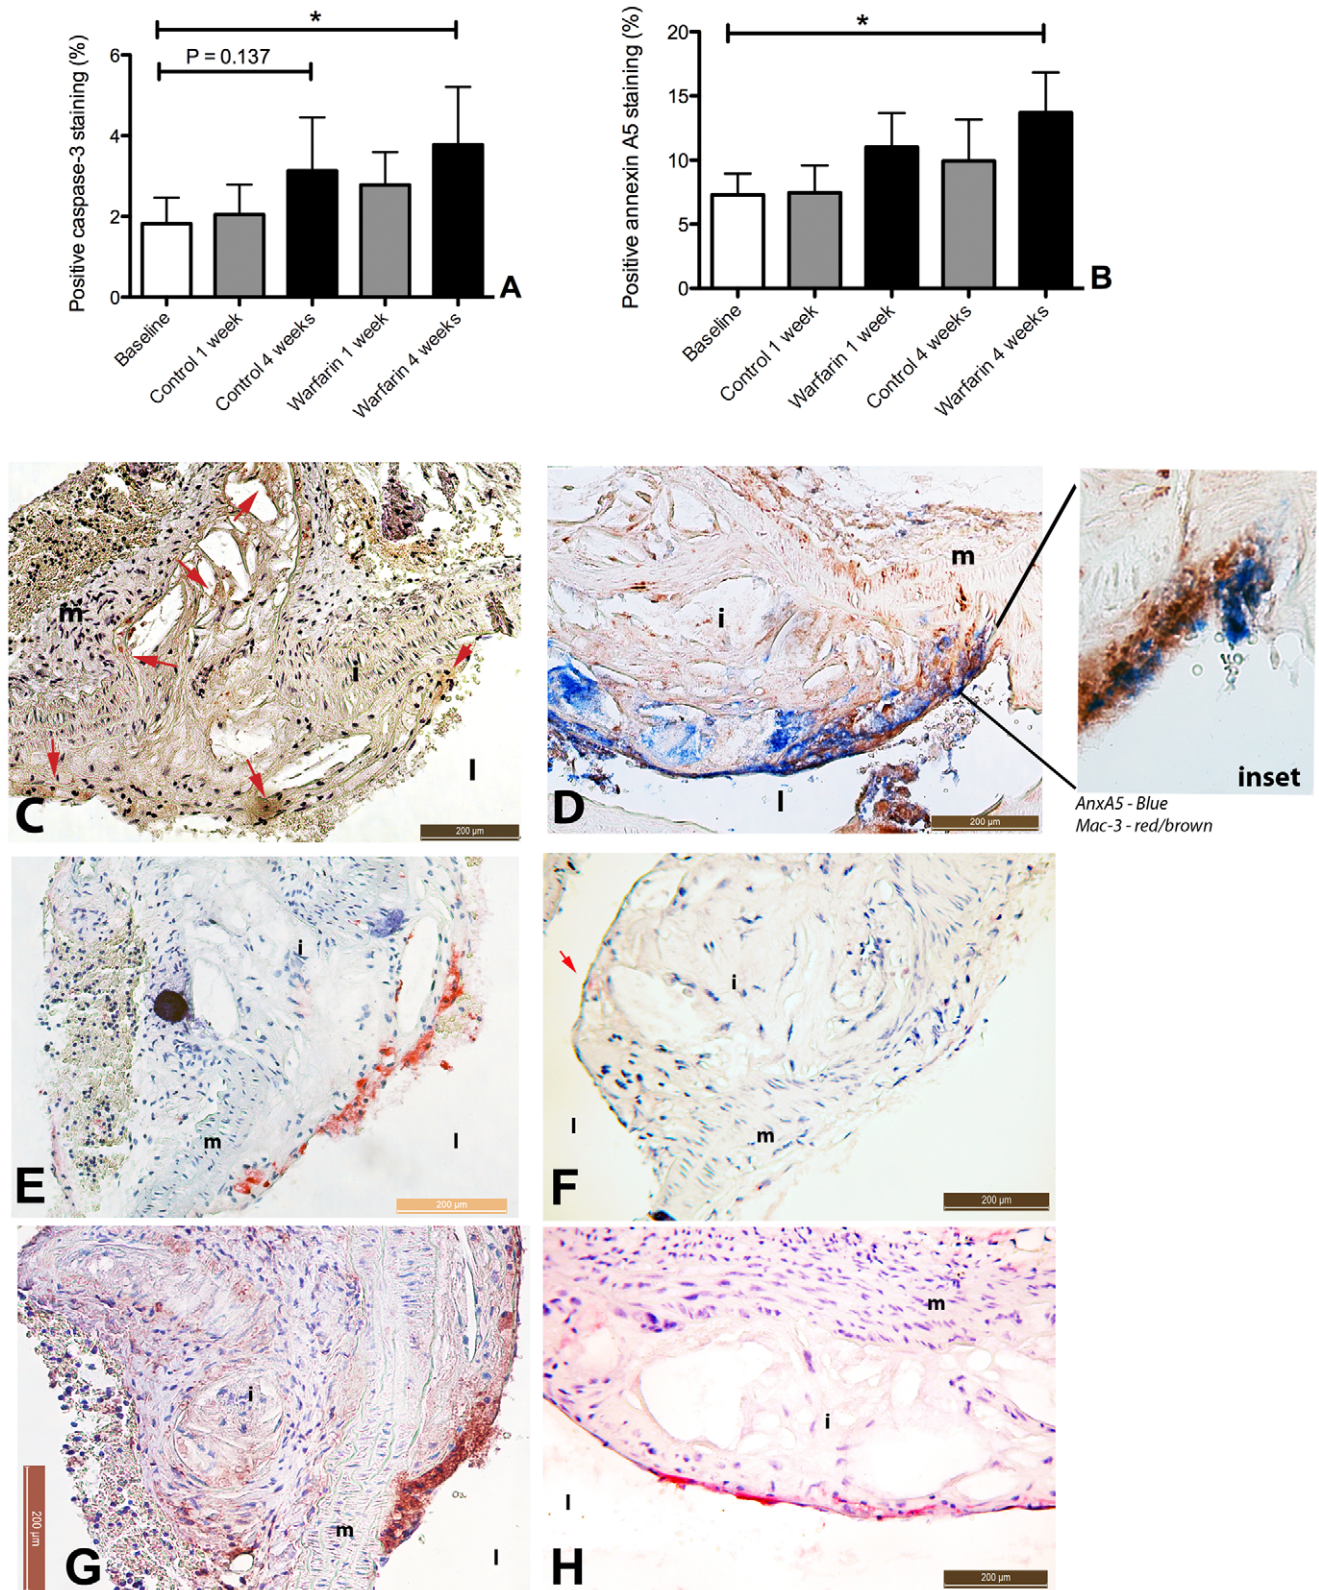 *
P = 0.137
Positive caspase-3 staining (%)
6
4
2
0
Baseline
Control 1 week
Control 4 weeks
Warfarin 1 week
Warfarin 4 weeks
A
*
Positive annexin A5 staining (%)
20
15
10
5
0
Baseline
Control 1 week
Warfarin 1 week
Control 4 weeks
Warfarin 4 weeks
B
m
i
l
C
200 µm
m
i
l
D
200 µm
inset
AnxA5 - Blue
Mac-3 - red/brown
i
m
l
E
200 µm
i
l
m
F
200 µm
i
m
l
G
200 µm
m
i
l
H
200 µm